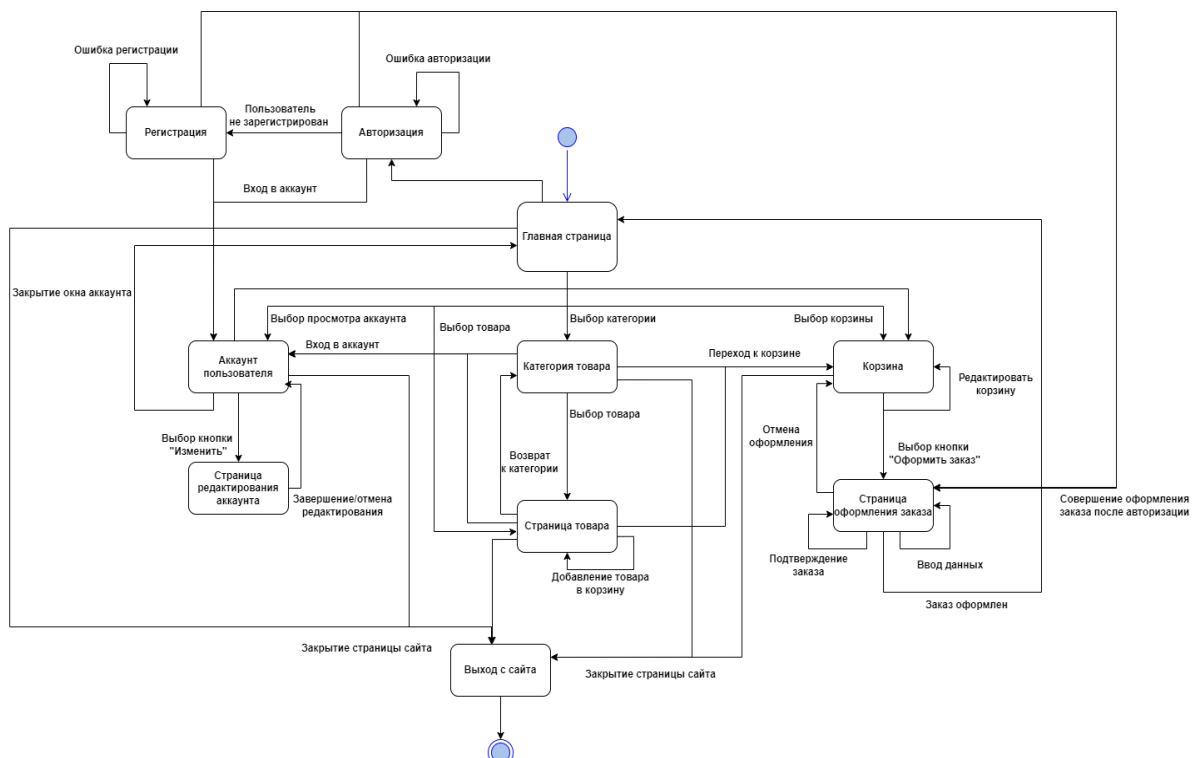 Ошибка регистрации
Ошибка авторизации
Пользователь
не зарегистрирован
Регистрация
Авторизация
Вход в аккаунт
Главная страница
Закрытие окна аккаунта
Выбор просмотра аккаунта
Выбор товара
Выбор категории
Выбор корзины
Вход в аккаунт
Переход к корзине
Аккаунт
пользователя
Категория товара
Корзина
Редактировать
корзину
Выбор товара
Отмена
оформления
Выбор кнопки
"Изменить"
Возврат
к категории
Выбор кнопки
"Оформить заказ"
Страница
редактирования
аккаунта
Завершение/отмена
редактирования
Страница товара
Страница
оформления заказа
Совершение оформления
заказа после авторизации
Подтверждение
заказа
Ввод данных
Добавление товара
в корзину
Заказ оформлен
Закрытие страницы сайта
Выход с сайта
Закрытие страницы сайта